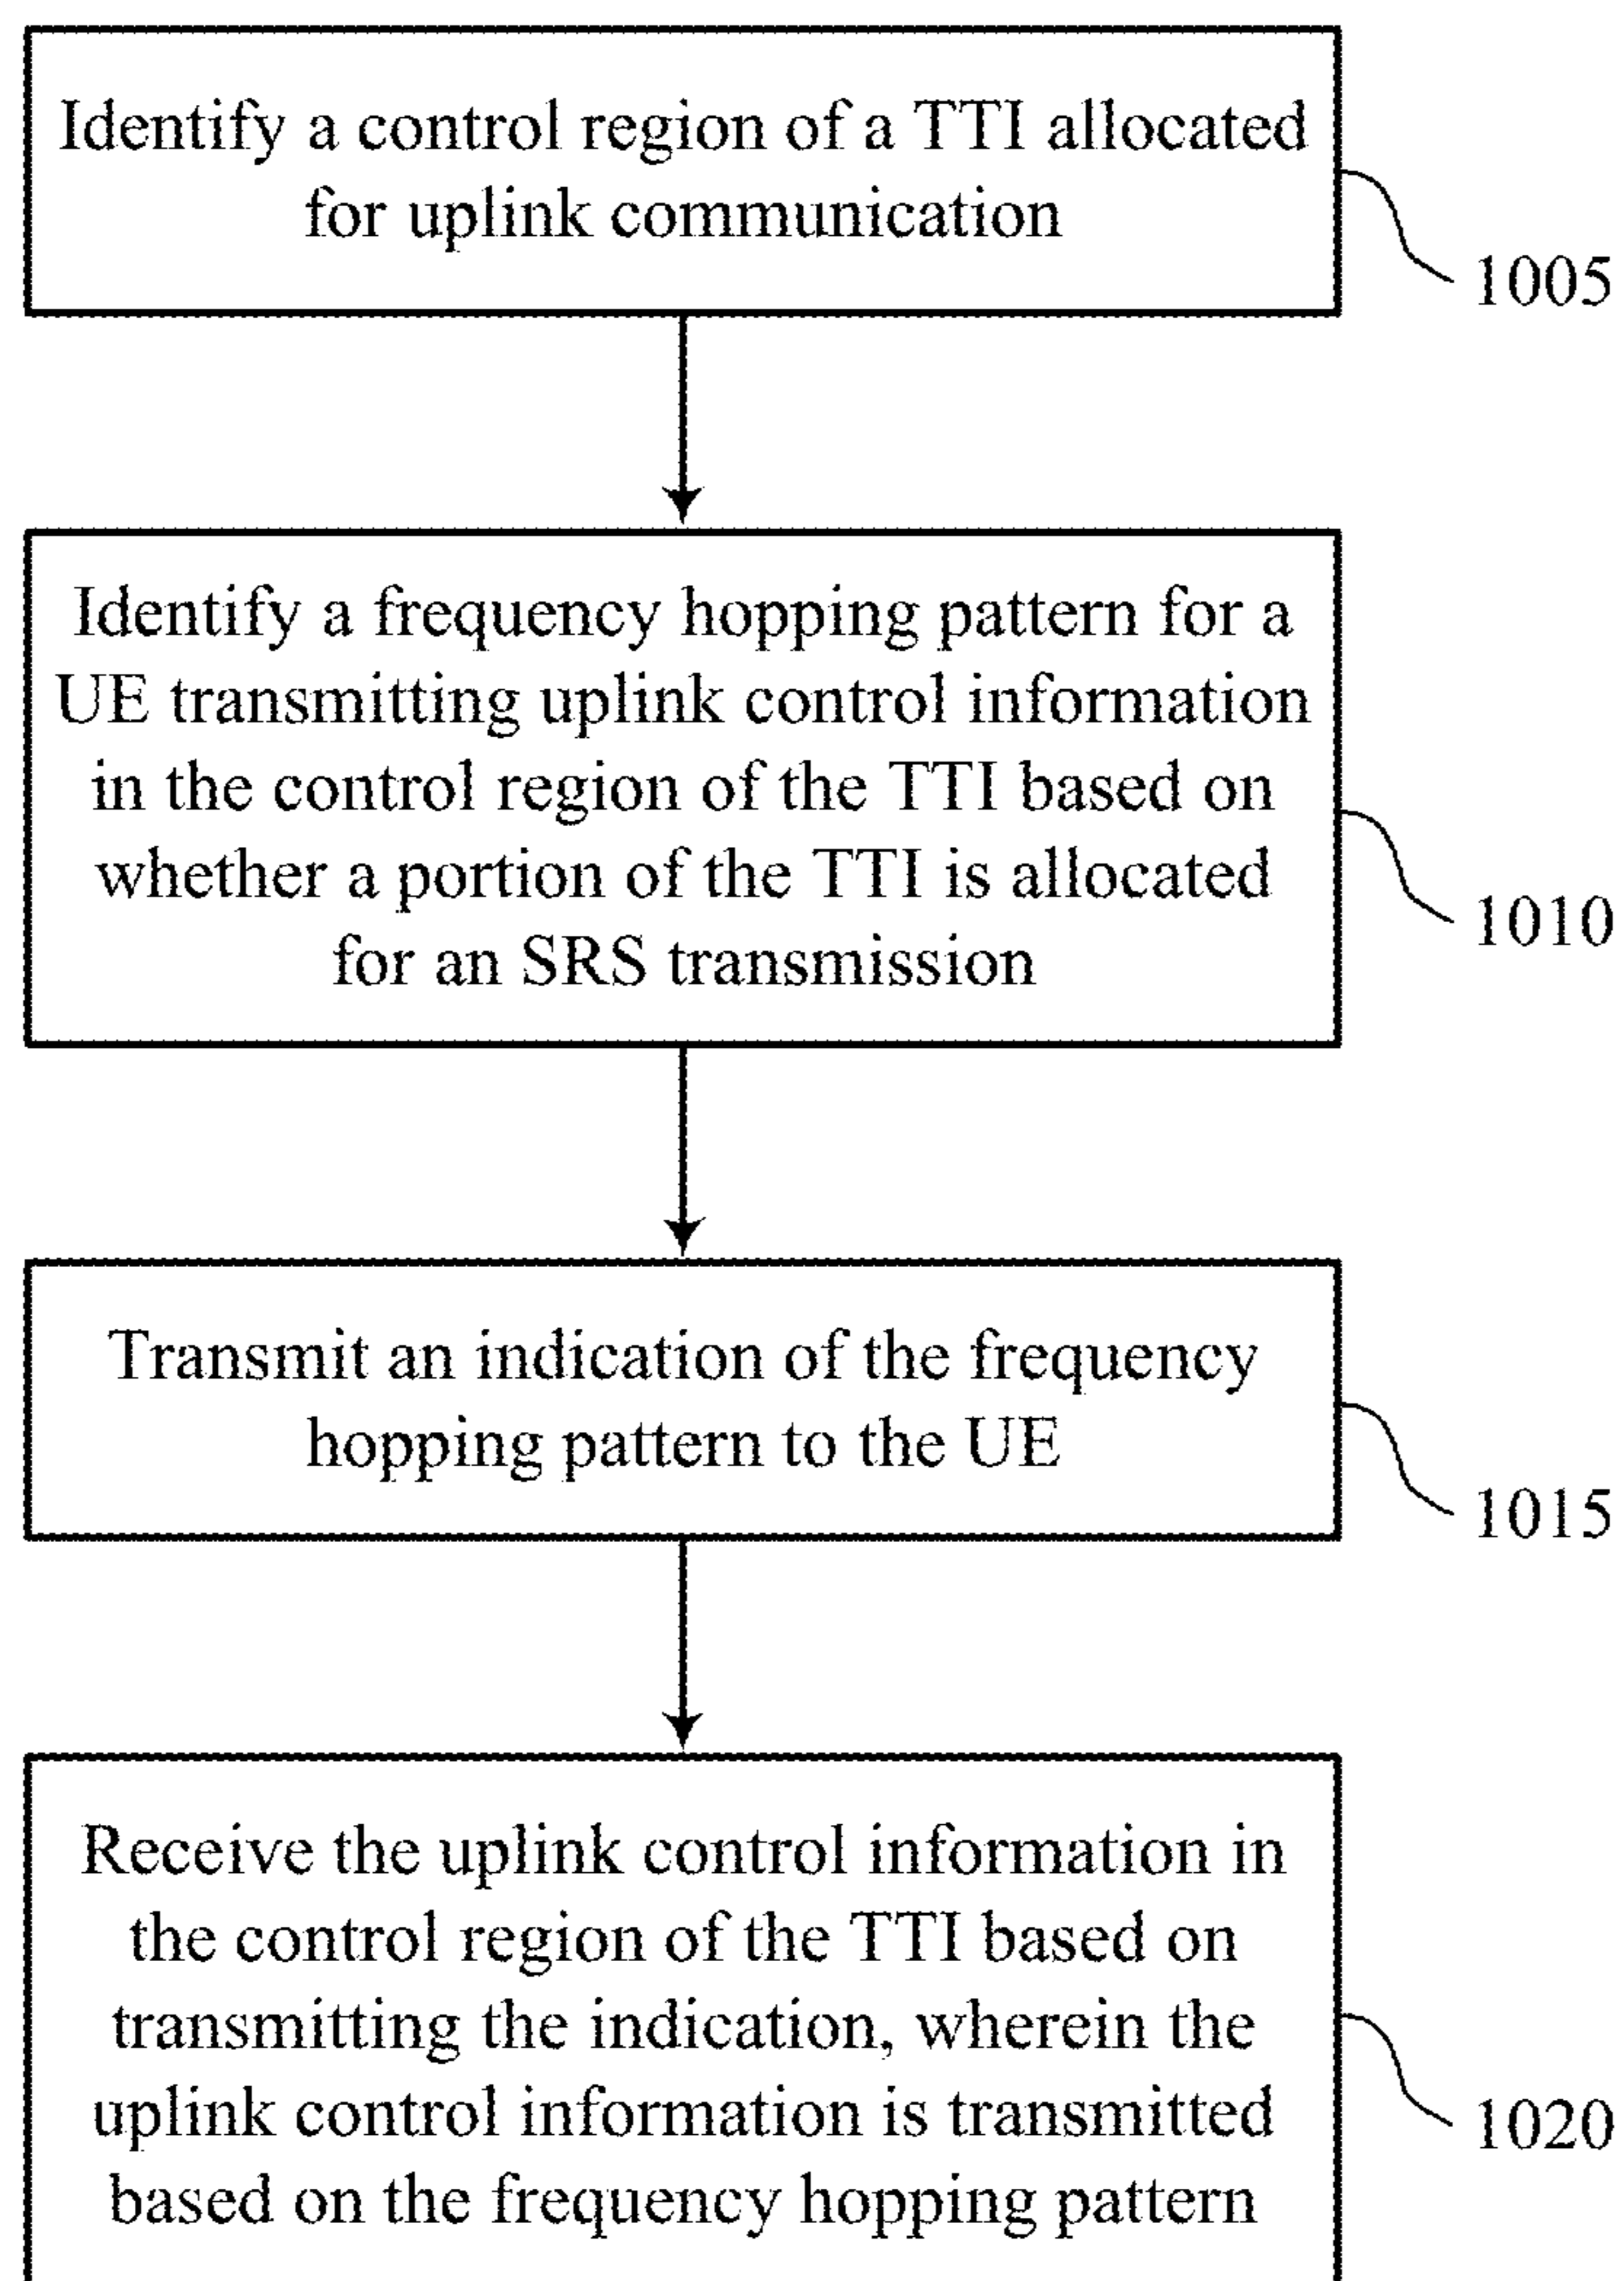 Identify a control region of a TTI allocated
for uplink communication
1005
Identify a frequency hopping pattern for a
UE transmitting uplink control information
in the control region of the TTI based on
whether a portion of the TTI is allocated
for an SRS transmission
1010
Transmit an indication of the frequency
hopping pattern to the UE
1015
Receive the uplink control information in
the control region of the TTI based on
transmitting the indication, wherein the
uplink control information is transmitted
based on the frequency hopping pattern
1020